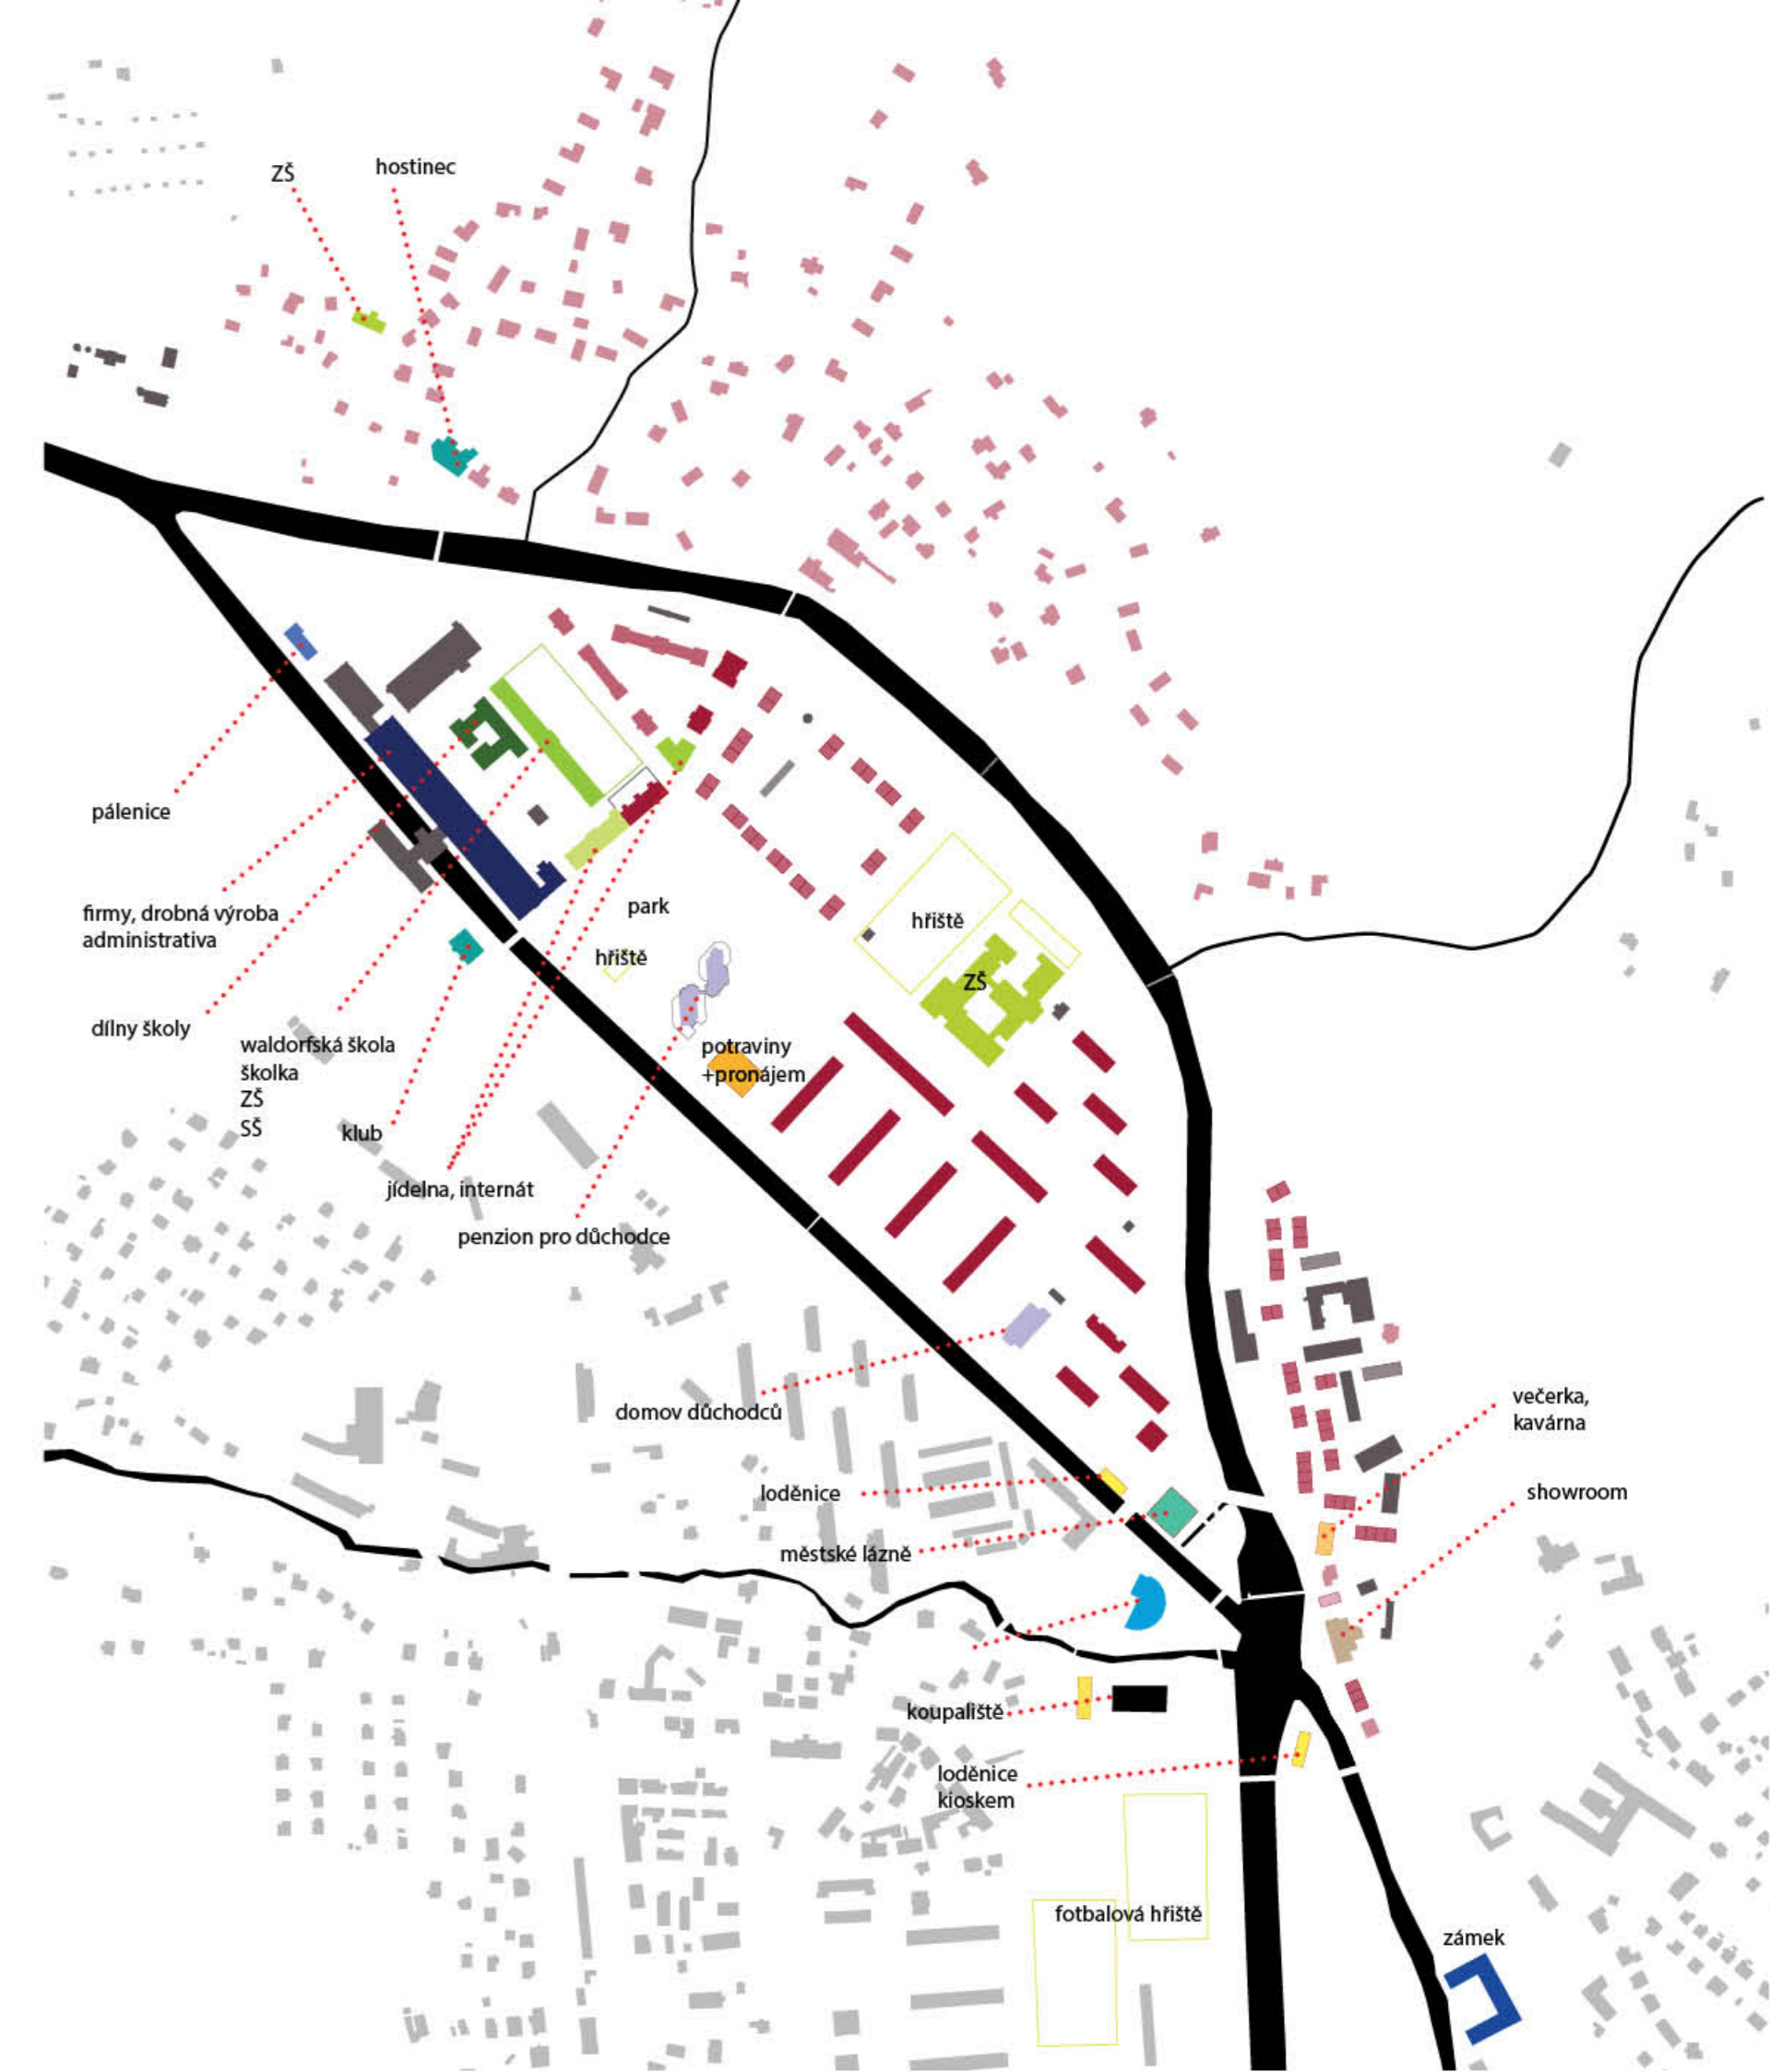 hostinec
ZŠ
pálenice
firmy, drobná výroba
administrativa
park
hřiště
hřiště
ZŠ
dílny školy
waldorfská škola
školka
ZŠ
SŠ
potraviny
+pronájem
klub
jídelna, internát
penzion pro důchodce
domov důchodců
večerka,
kavárna
loděnice
showroom
městské lázně
koupaliště
loděnice
kioskem
fotbalová hřiště
zámek